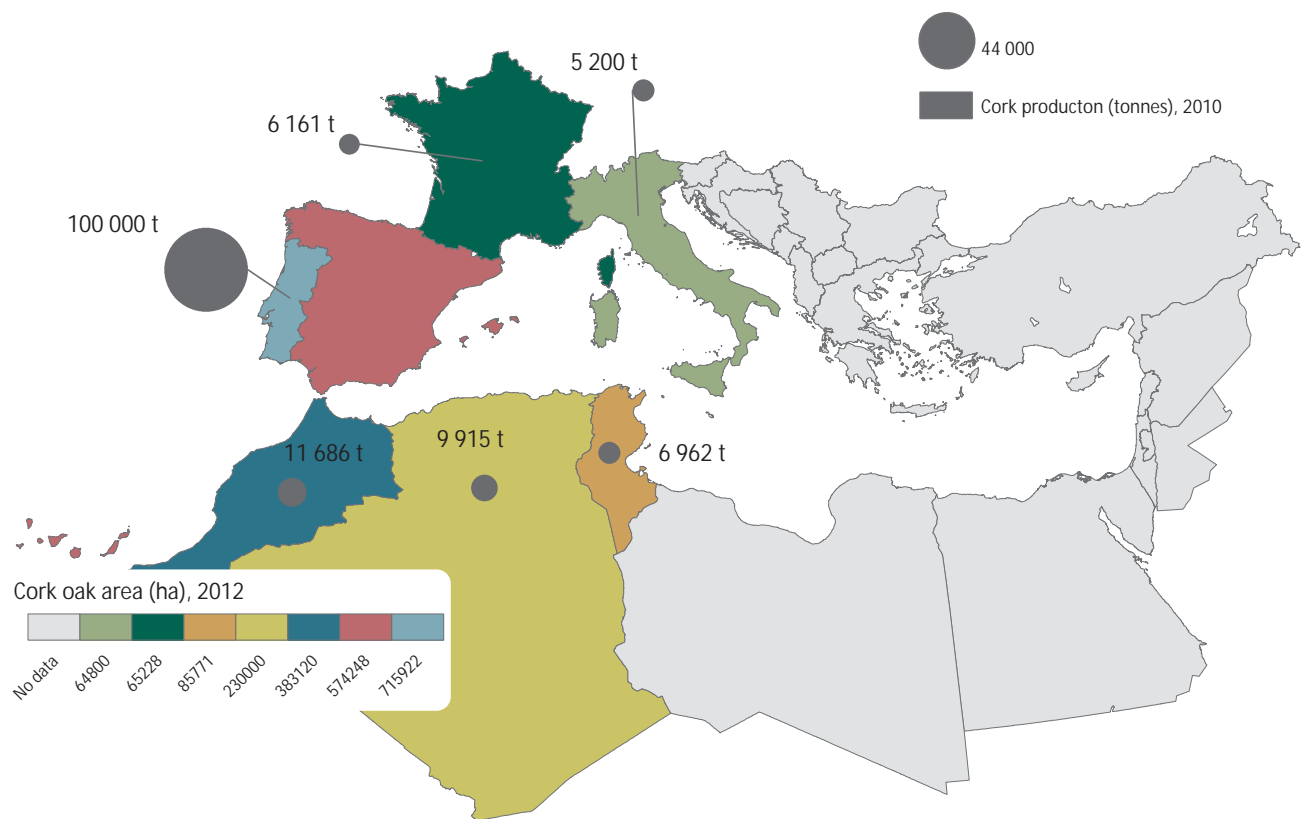 44 000
5 200 t
Cork producton (tonnes), 2010
6 161 t
100 000 t
11 686 t
9 915 t
6 962 t
Cork oak area (ha), 2012
No data
64800
65228
85771
230000
383120
574248
715922